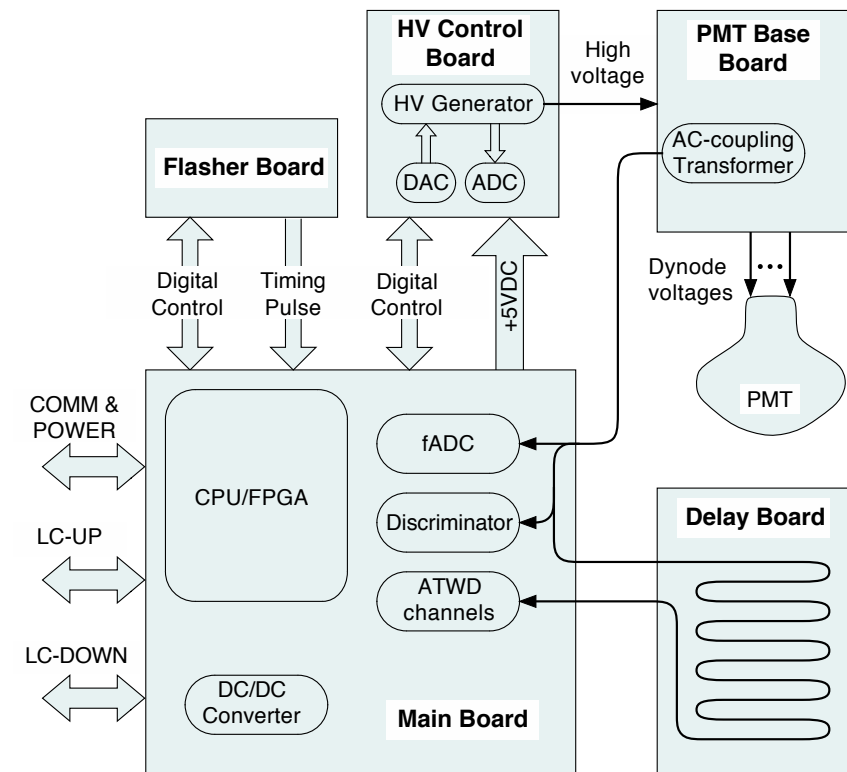 HV Control
Board
HV Generator
DAC
ADC
High
voltage
PMT Base
Board
AC-coupling
Transformer
Flasher Board
Digital
Control
Timing
Pulse
Digital
Control
+5VDC
Dynode
voltages
...
PMT
COMM &
POWER
LC-UP
LC-DOWN
CPU/FPGA
fADC
Discriminator
ATWD
channels
DC/DC
Converter
Main Board
Delay Board